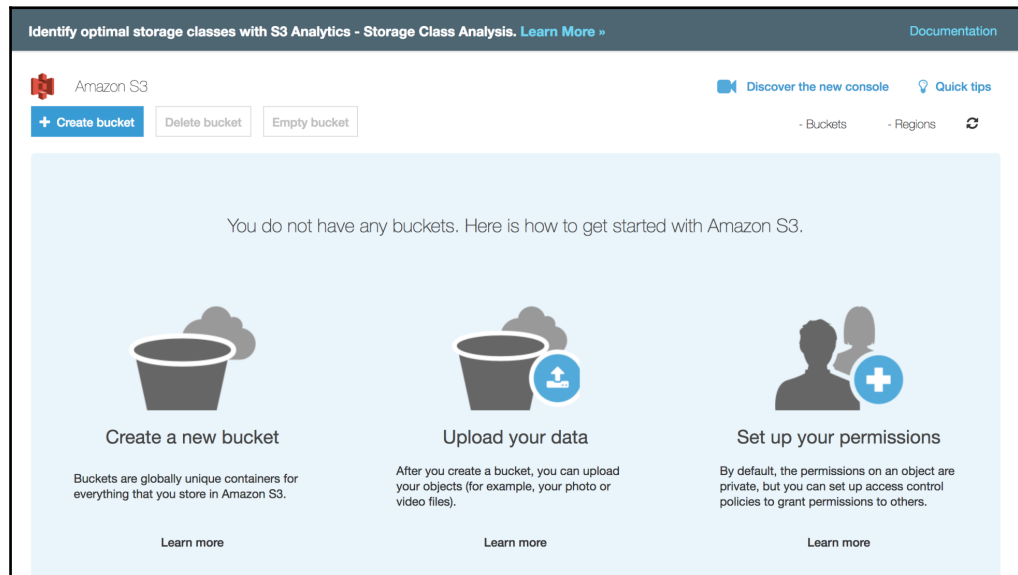 Identify optimal storage classes with S3 Analytics - Storage Class Analysis. Learn More »
Documentation
Amazon S3
Discover the new console
Quick tips
+ Create bucket
Delete bucket
Empty bucket
- Buckets
- Regions
You do not have any buckets. Here is how to get started with Amazon S3.
Create a new bucket
Buckets are globally unique containers for
everything that you store in Amazon S3.
Learn more
Upload your data
After you create a bucket, you can upload
your objects (for example, your photo or
video files).
Learn more
Set up your permissions
By default, the permissions on an object are
private, but you can set up access control
policies to grant permissions to others.
Learn more